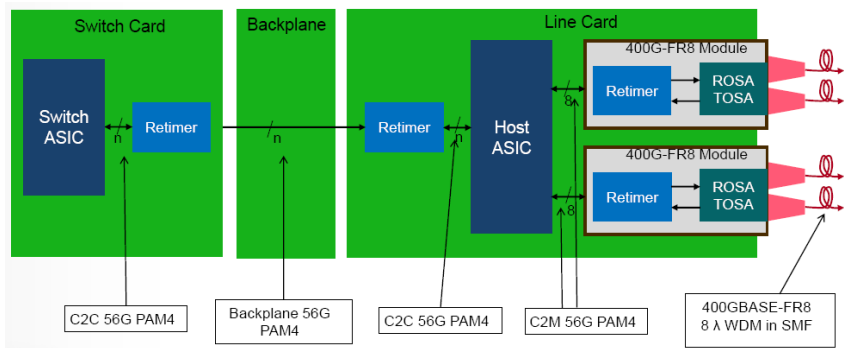 Switch Card
Backplane
Line Card
Switch
ASIC
n
Retimer
n
Retimer
n
Host
ASIC
8
400G-FR8 Module
Retimer
ROSA
TOSA
8
400G-FR8 Module
Retimer
ROSA
TOSA
C2C 56G PAM4
Backplane 56G
PAM4
C2C 56G PAM4
C2M 56G PAM4
400GBASE-FR8
8 λ WDM in SMF